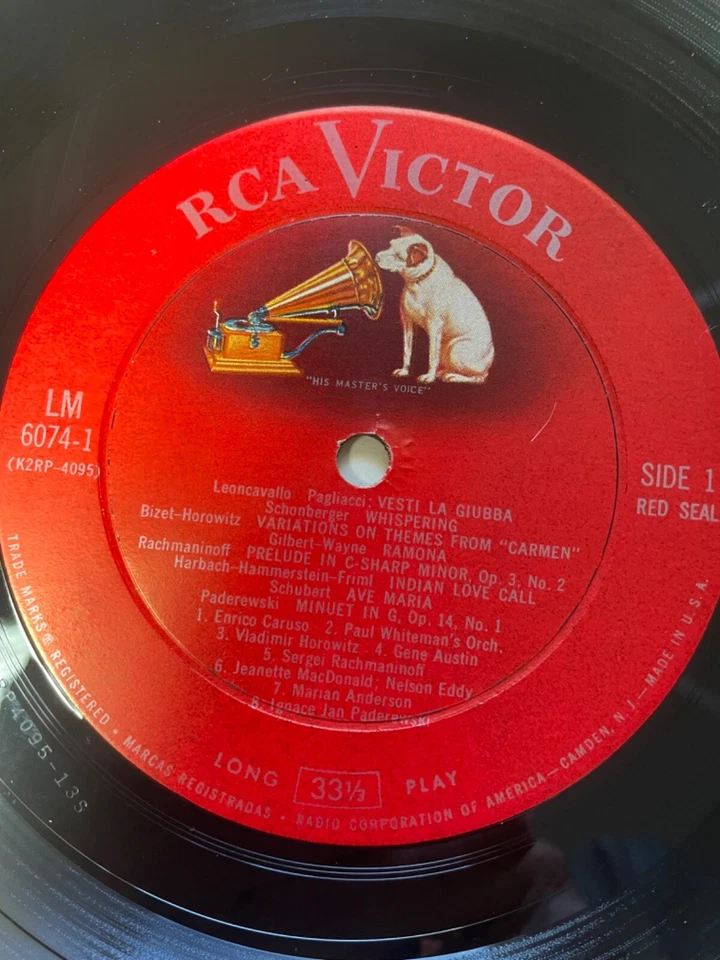 RCA VICTOR
"HIS MASTER'S VOICE"
LM
6074-1
(K2RP-4095)
SIDE 1
RED SEAL
Leoncavallo Pagliacci: VESTI LA GIUBBA
Schonberger WHISPERING
Bizet–Horowitz VARIATIONS ON THEMES FROM "CARMEN"
Gilbert-Wayne RAMONA
Rachmaninoff PRELUDE IN C-SHARP MINOR, Op. 3, No. 2
Harbach-Hammerstein-Friml INDIAN LOVE CALL
Schubert AVE MARIA
Paderewski MINUET IN G, Op. 14, No. 1
1. Enrico Caruso 2. Paul Whiteman's Orch.
3. Vladimir Horowitz 4. Gene Austin
5. Sergei Rachmaninoff
6. Jeanette MacDonald; Nelson Eddy
7. Marian Anderson
8. Ignace Jan Paderewski
LONG 33⅓ PLAY
TRADE MARKS ® REGISTERED • MARCAS REGISTRADAS • RADIO CORPORATION OF AMERICA—CAMDEN, N. J.—MADE IN U.S.A.
4095-13S